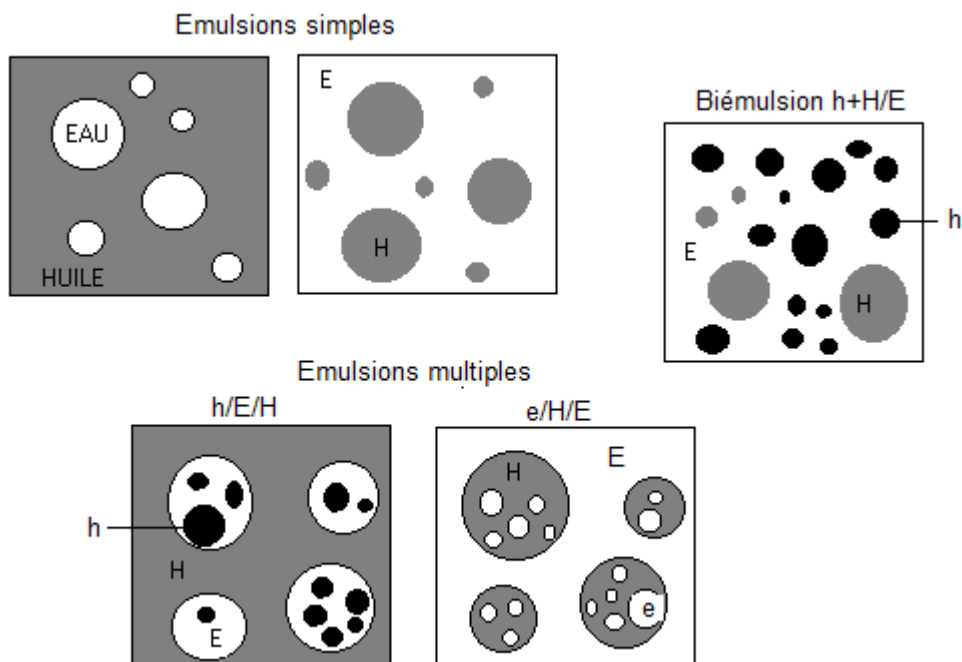 Emulsions simples
EAU
HUILE
E
H
Biémulsion h+H/E
h
E
H
Emulsions multiples
h/E/H
h
H
E
e/H/E
H
E
e